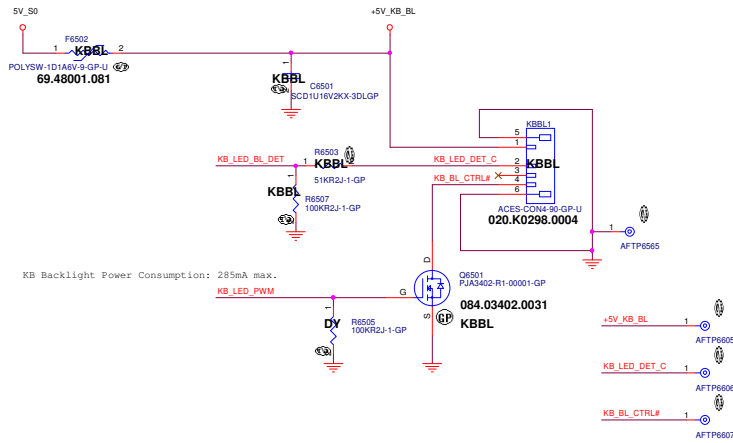 5V_S0
+5V_KB_BL
F6502
1 KBBL 2
POLYSW-1D1A6V-9-GP-U
69.48001.081
1
KBBL
C6501
SCD1U16V2KX-3DLGP
KBBL1
5
1
KB_LED_BL_DET
R6503
1 KBBL 2
51KR2J-1-GP
KB_LED_DET_C
2 KBBL
3
KB_BL_CTRL#
4
6
1
KBBL
R6507
100KR2J-1-GP
ACES-CON4-90-GP-U
020.K0298.0004
1
AFTP6565
D
KB Backlight Power Consumption: 285mA max.
Q6501
PJA3402-R1-00001-GP
KB_LED_PWM
G
084.03402.0031
S
GP
KBBL
1
DY
R6505
100KR2J-1-GP
+5V_KB_BL
1
AFTP6605
KB_LED_DET_C
1
AFTP6606
KB_BL_CTRL#
1
AFTP6607